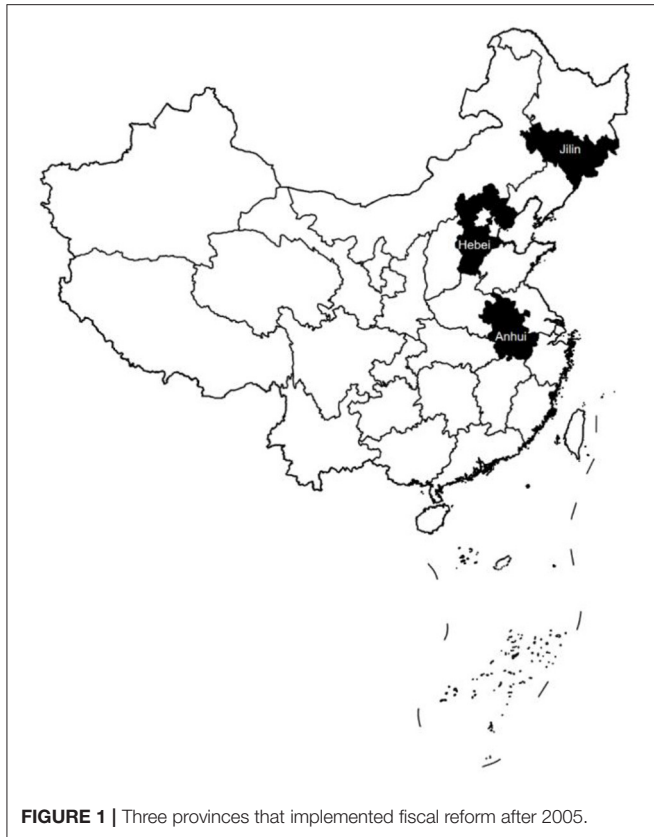 Jilin
Hebei
Anhui
FIGURE 1 | Three provinces that implemented fiscal reform after 2005.